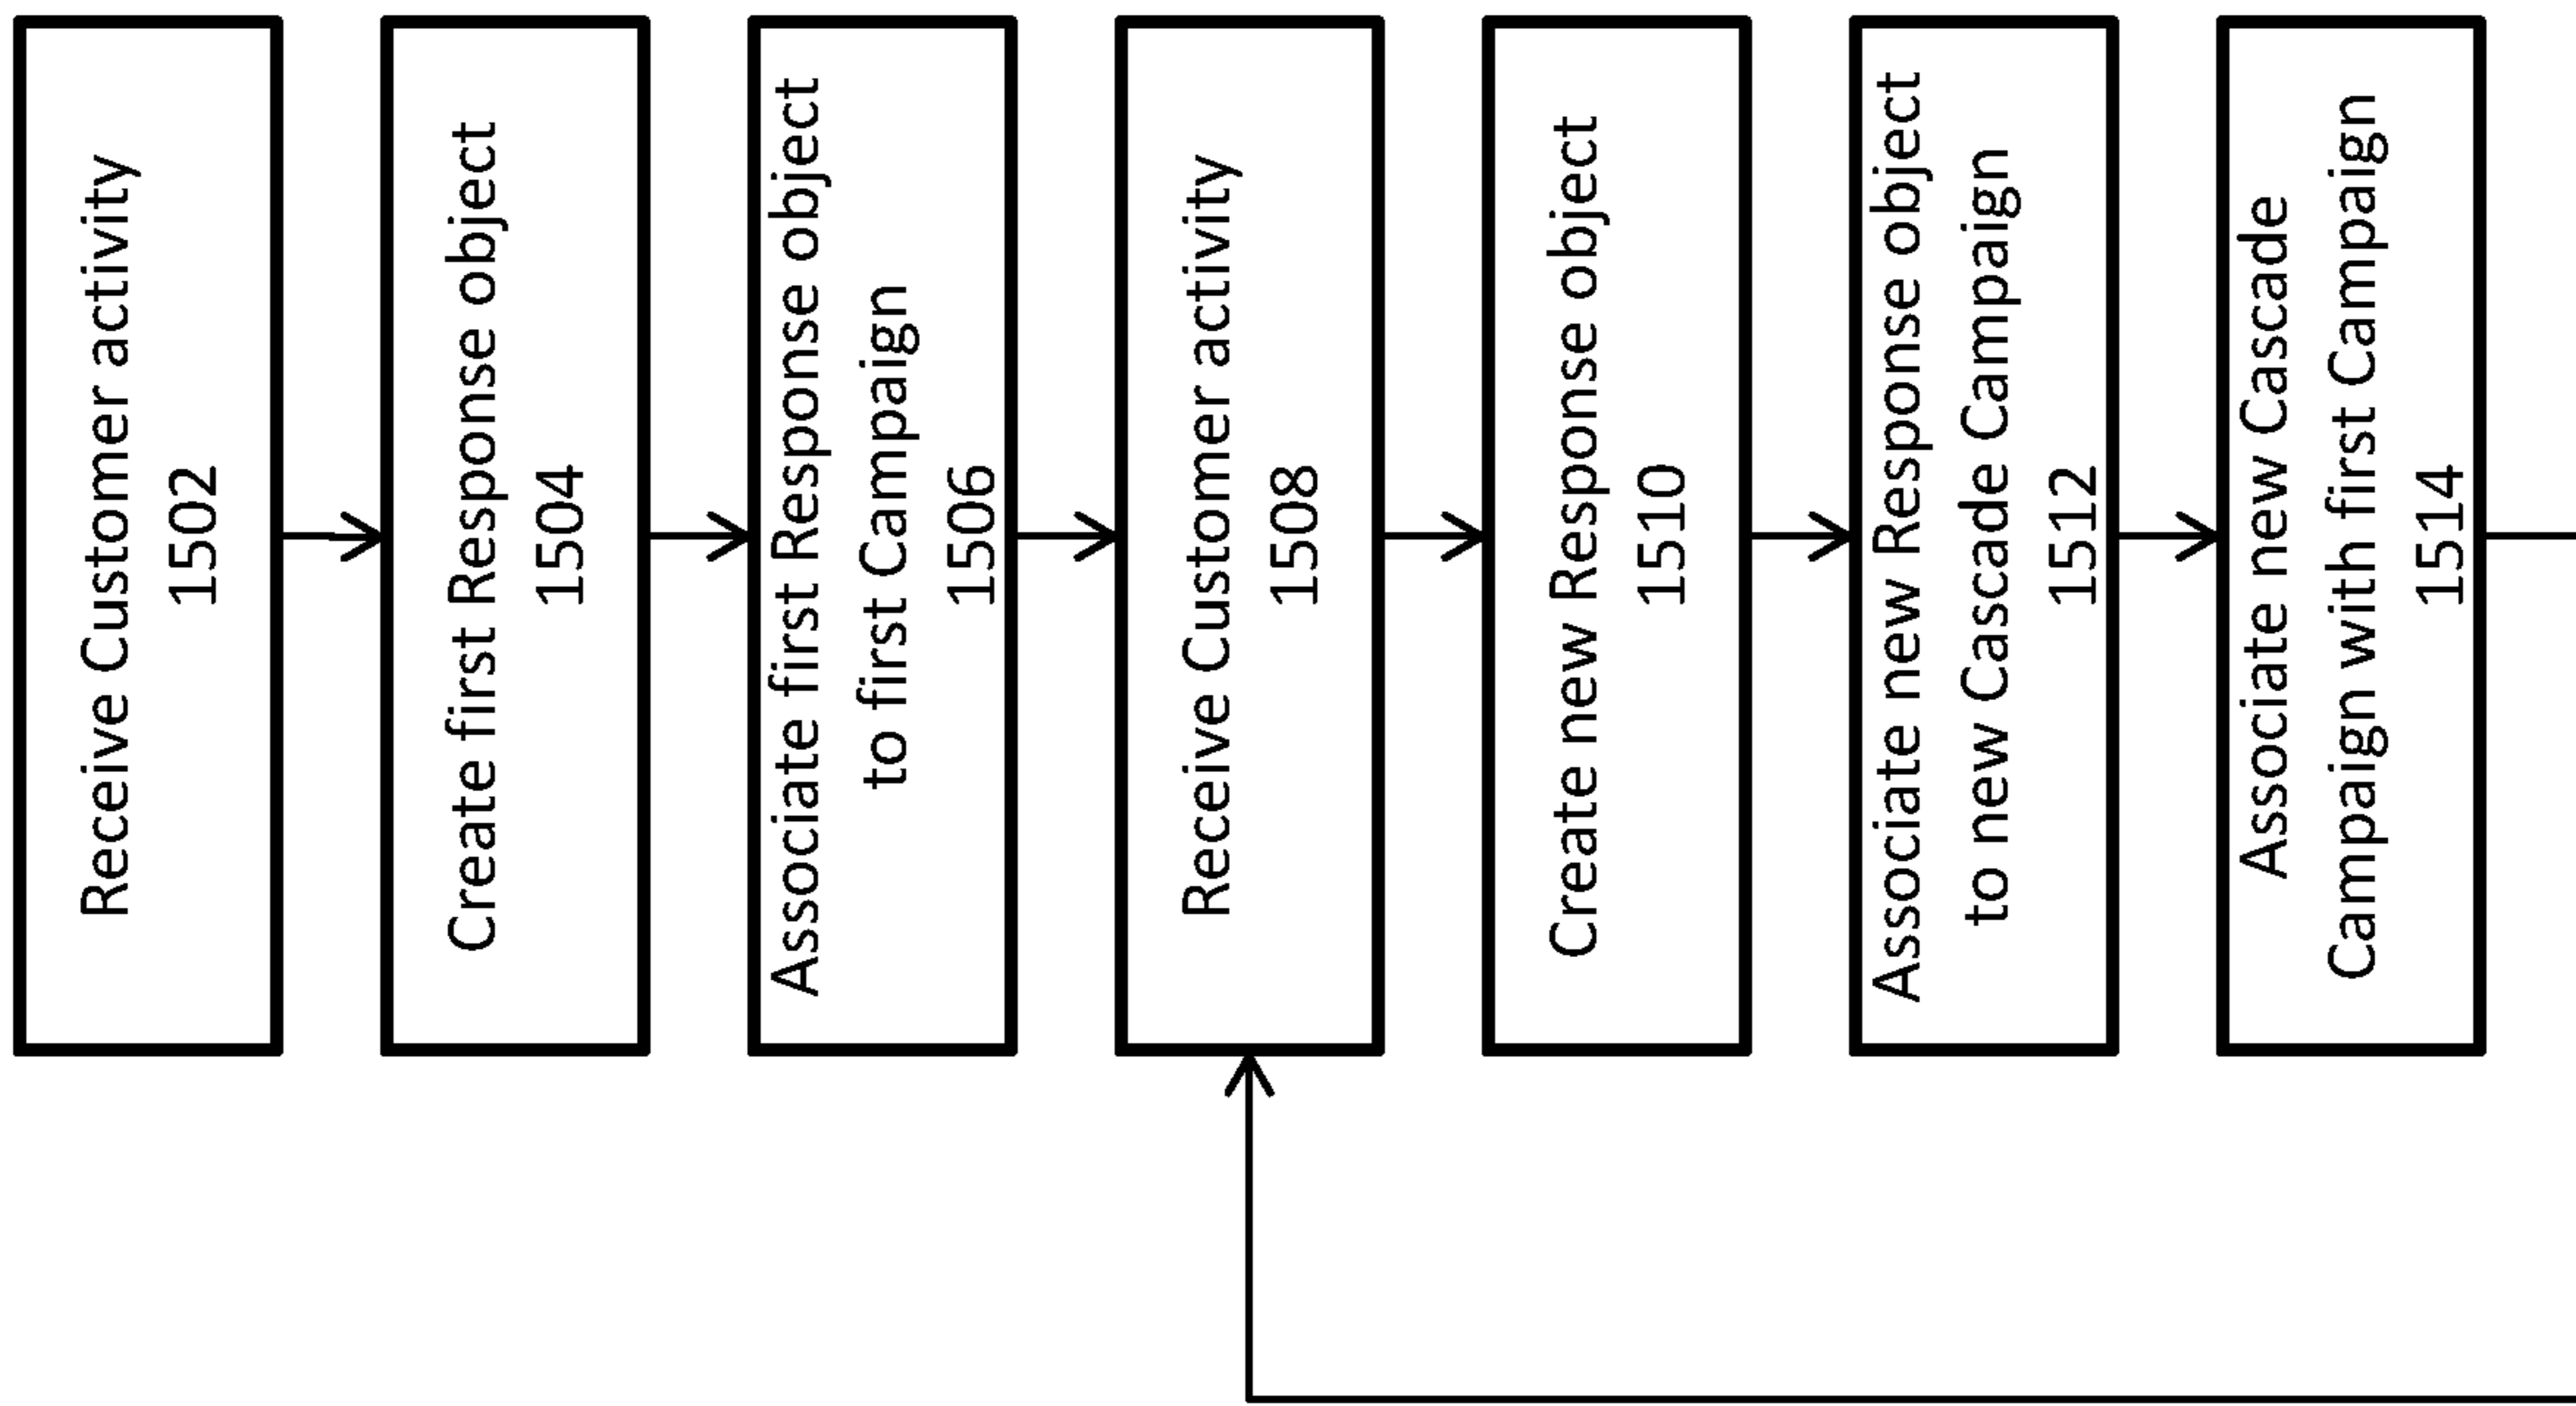 Receive Customer activity
1502
Create first Response object
1504
Associate first Response object
to first Campaign
1506
Receive Customer activity
1508
Create new Response object
1510
Associate new Response object
to new Cascade Campaign
1512
Associate new Cascade
Campaign with first Campaign
1514